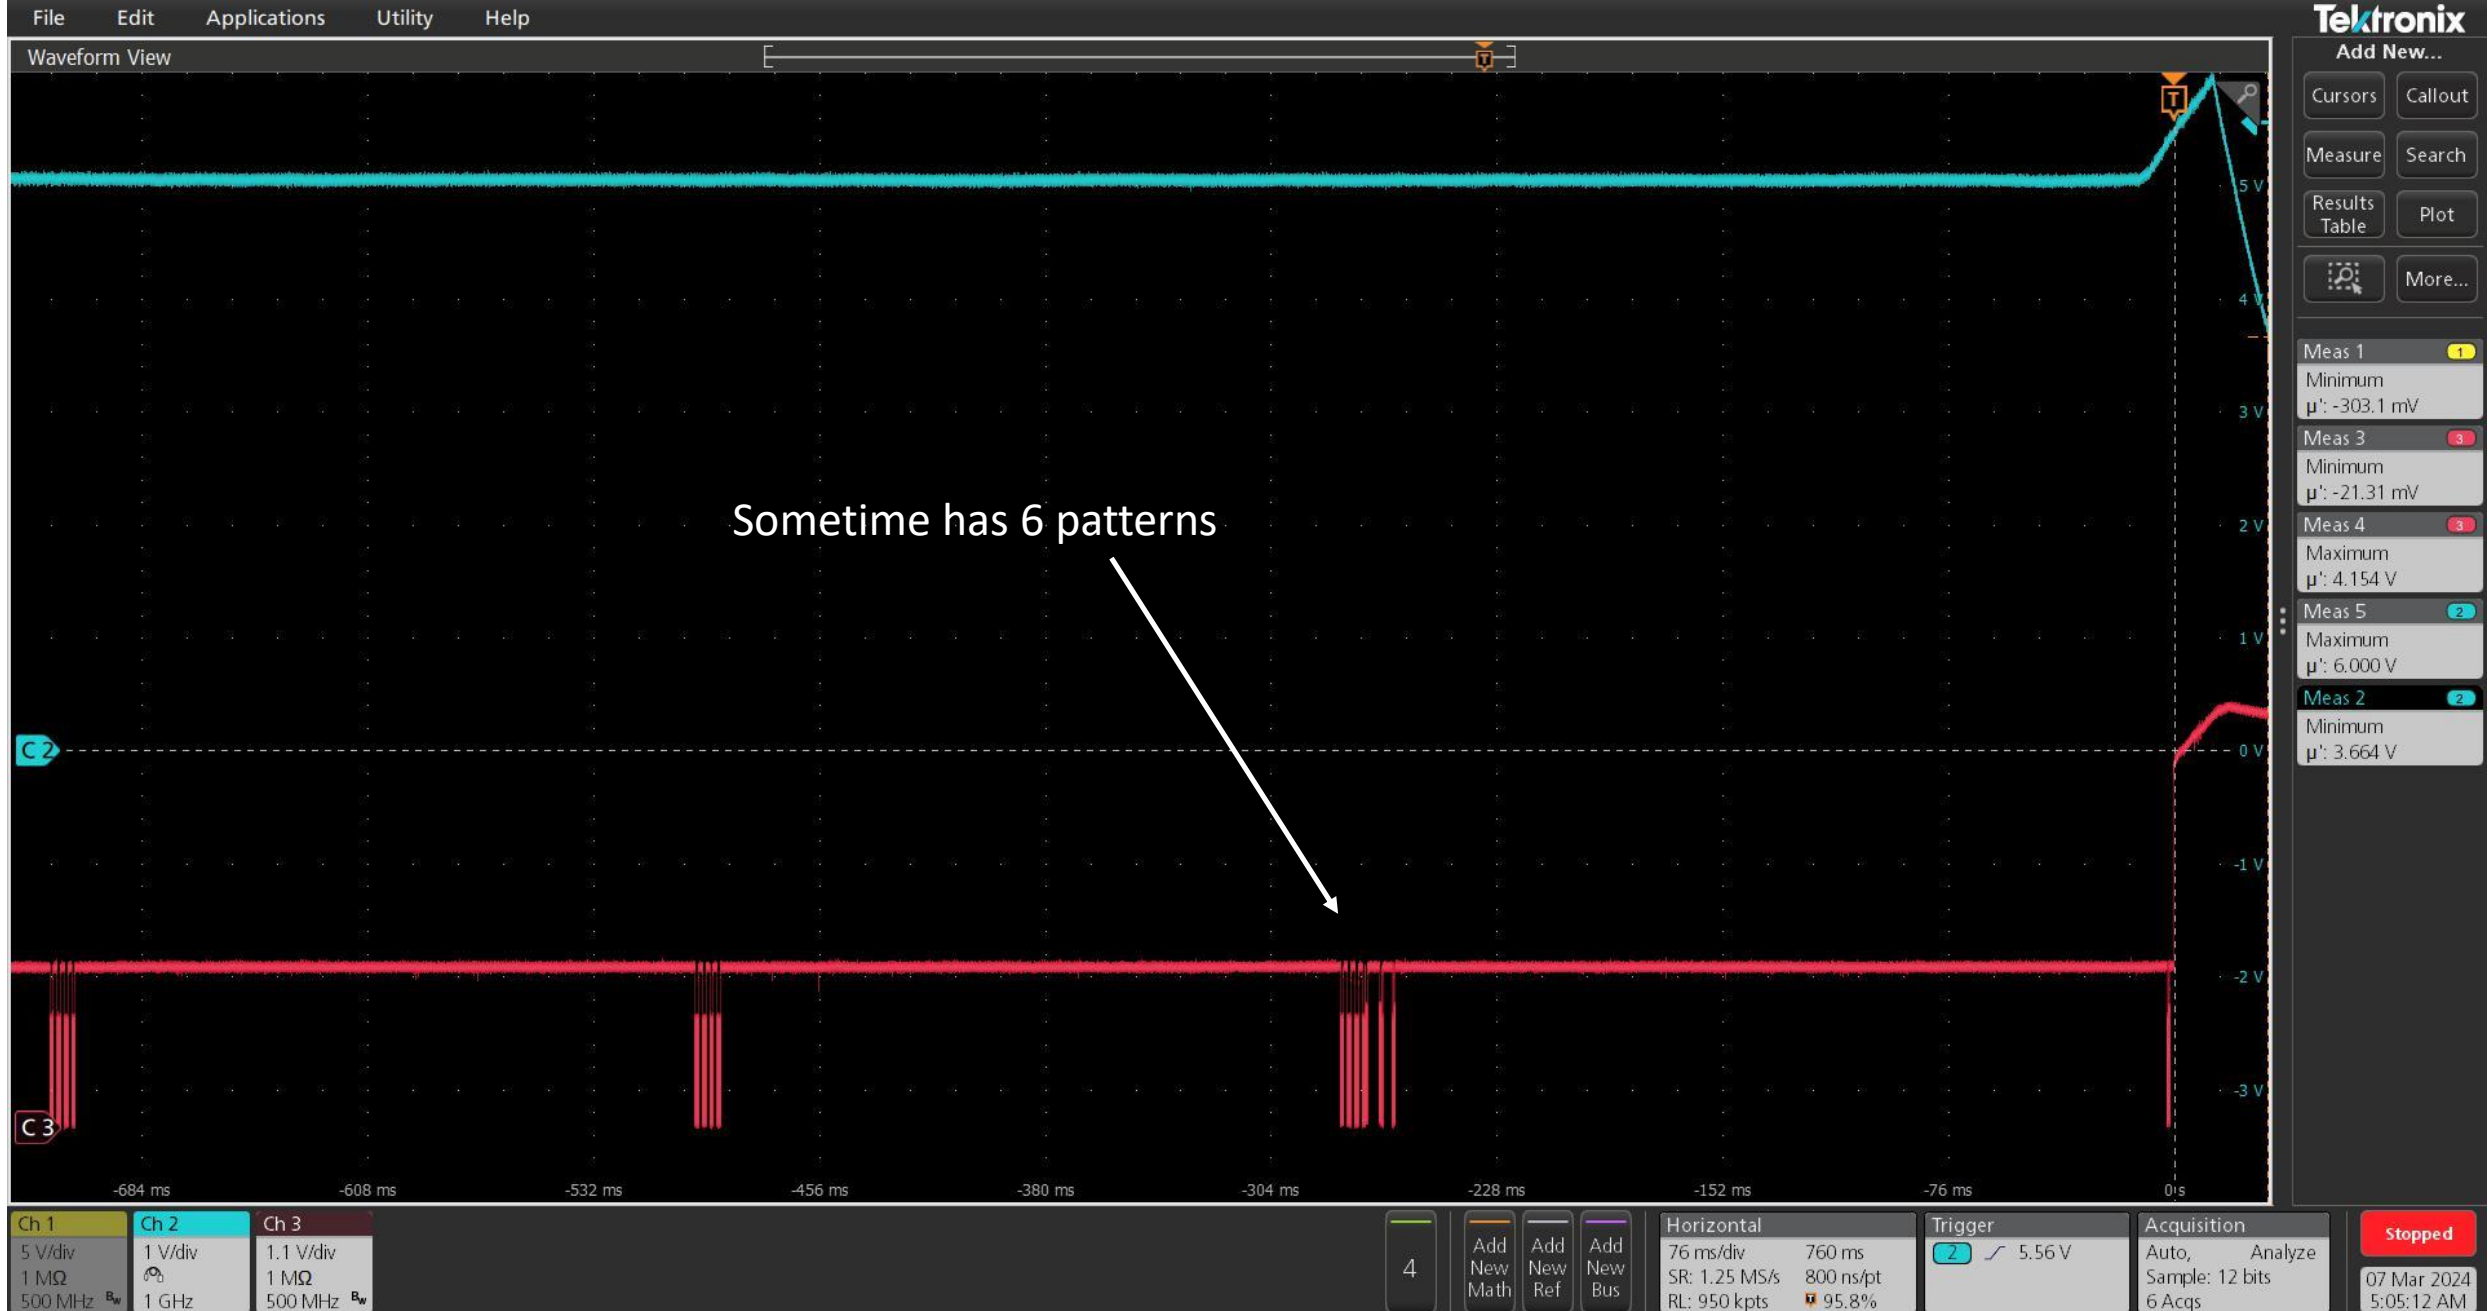 File Edit Applications Utility Help
Tektronix
Waveform View
Add New...
Cursors Callout
Measure Search
Results Table Plot
More...
T
T
5 V
4 V
3 V
2 V
1 V
0 V
-1 V
-2 V
-3 V
Sometime has 6 patterns
C 2
C 3
-684 ms -608 ms -532 ms -456 ms -380 ms -304 ms -228 ms -152 ms -76 ms 0 s
Meas 1 1
Minimum
µ': -303.1 mV
Meas 3 3
Minimum
µ': -21.31 mV
Meas 4 3
Maximum
µ': 4.154 V
Meas 5 2
Maximum
µ': 6.000 V
Meas 2 2
Minimum
µ': 3.664 V
Ch 1
5 V/div
1 MΩ
500 MHz Bw
Ch 2
1 V/div
1 GHz
Ch 3
1.1 V/div
1 MΩ
500 MHz Bw
4
Add
New
Math
Add
New
Ref
Add
New
Bus
Horizontal
76 ms/div 760 ms
SR: 1.25 MS/s 800 ns/pt
RL: 950 kpts T 95.8%
Trigger
2 5.56 V
Acquisition
Auto, Analyze
Sample: 12 bits
6 Acqs
Stopped
07 Mar 2024
5:05:12 AM